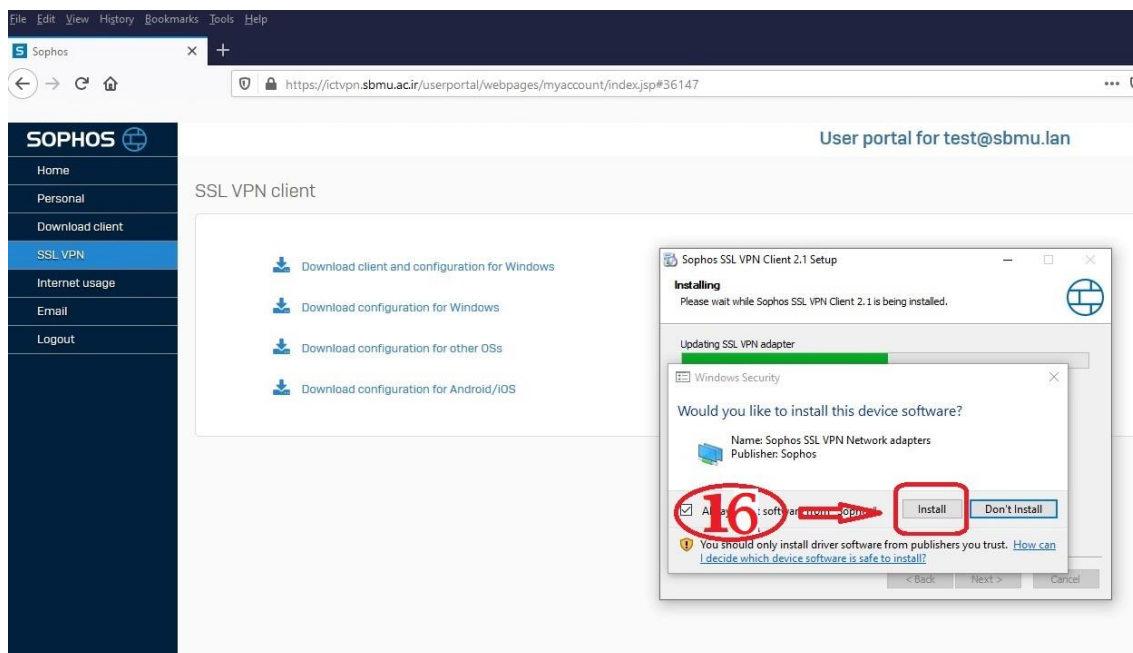 File Edit View History Bookmarks Tools Help
S Sophos
https://ictvpn.sbmu.ac.ir/userportal/webpages/myaccount/index.jsp#36147
SOPHOS
User portal for test@sbmu.lan
Home
Personal
Download client
SSL VPN
Internet usage
Email
Logout
SSL VPN client
Download client and configuration for Windows
Download configuration for Windows
Download configuration for other OSs
Download configuration for Android/iOS
Sophos SSL VPN Client 2.1 Setup
Installing
Please wait while Sophos SSL VPN Client 2.1 is being installed.
Updating SSL VPN adapter
Windows Security
Would you like to install this device software?
Name: Sophos SSL VPN Network adapters
Publisher: Sophos
16
software from "Sophos".
Install
Don't Install
You should only install driver software from publishers you trust. How can
I decide which device software is safe to install?
< Back Next > Cancel